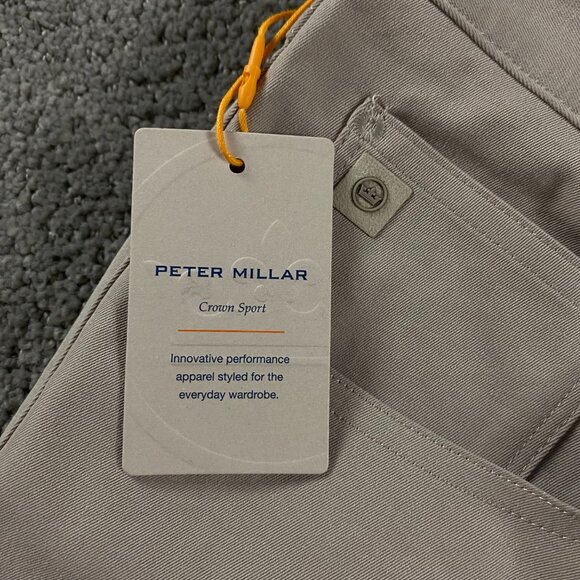 PETER MILLAR
Crown Sport
Innovative performance
apparel styled for the
everyday wardrobe.